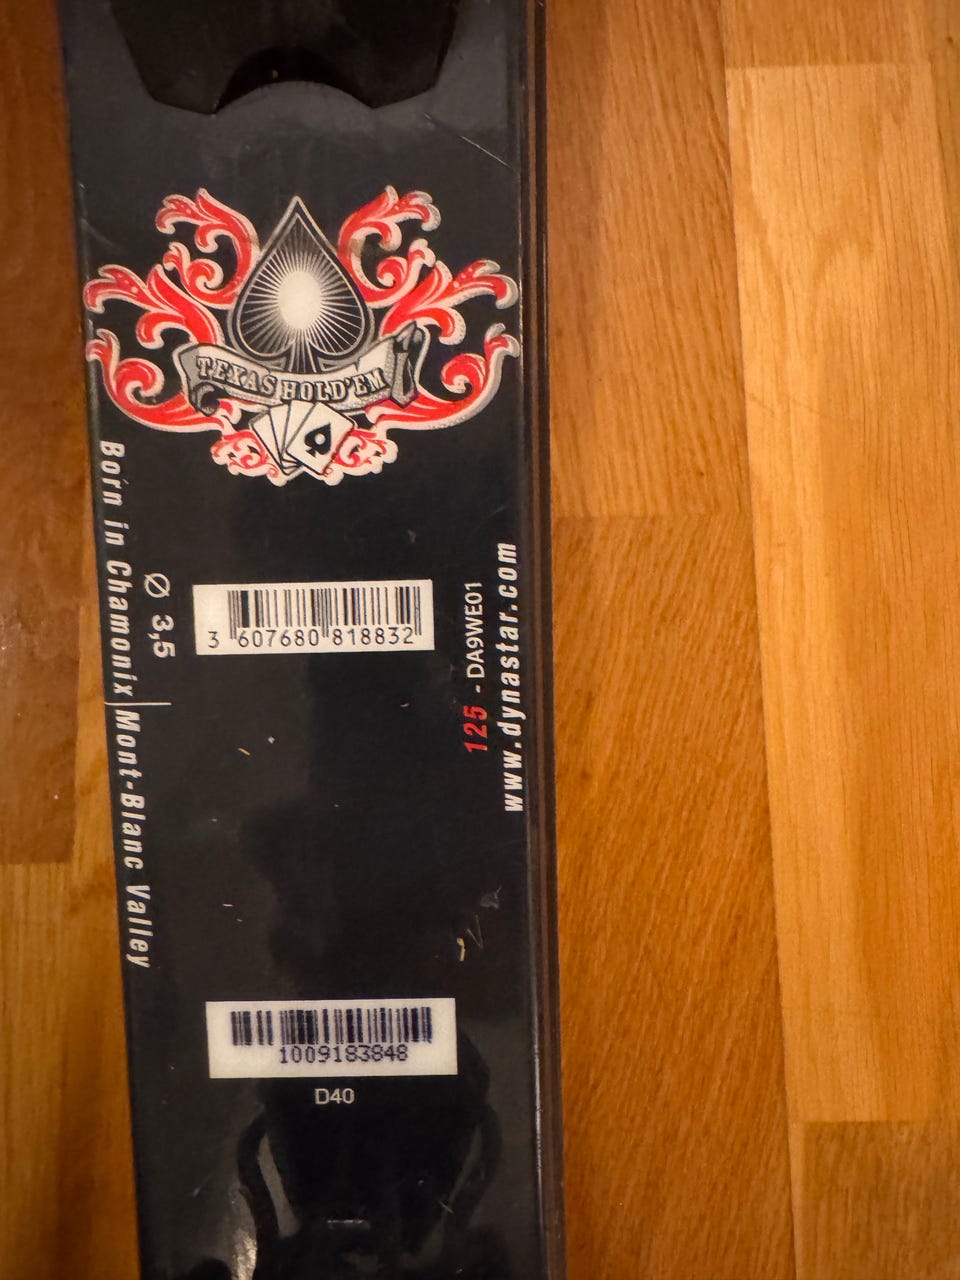 TEXAS HOLD'EM
Born in Chamonix | Mont-Blanc Valley
Ø 3,5
3 607680 818832
125 - DA9WE01
www.dynastar.com
1009183848
D40